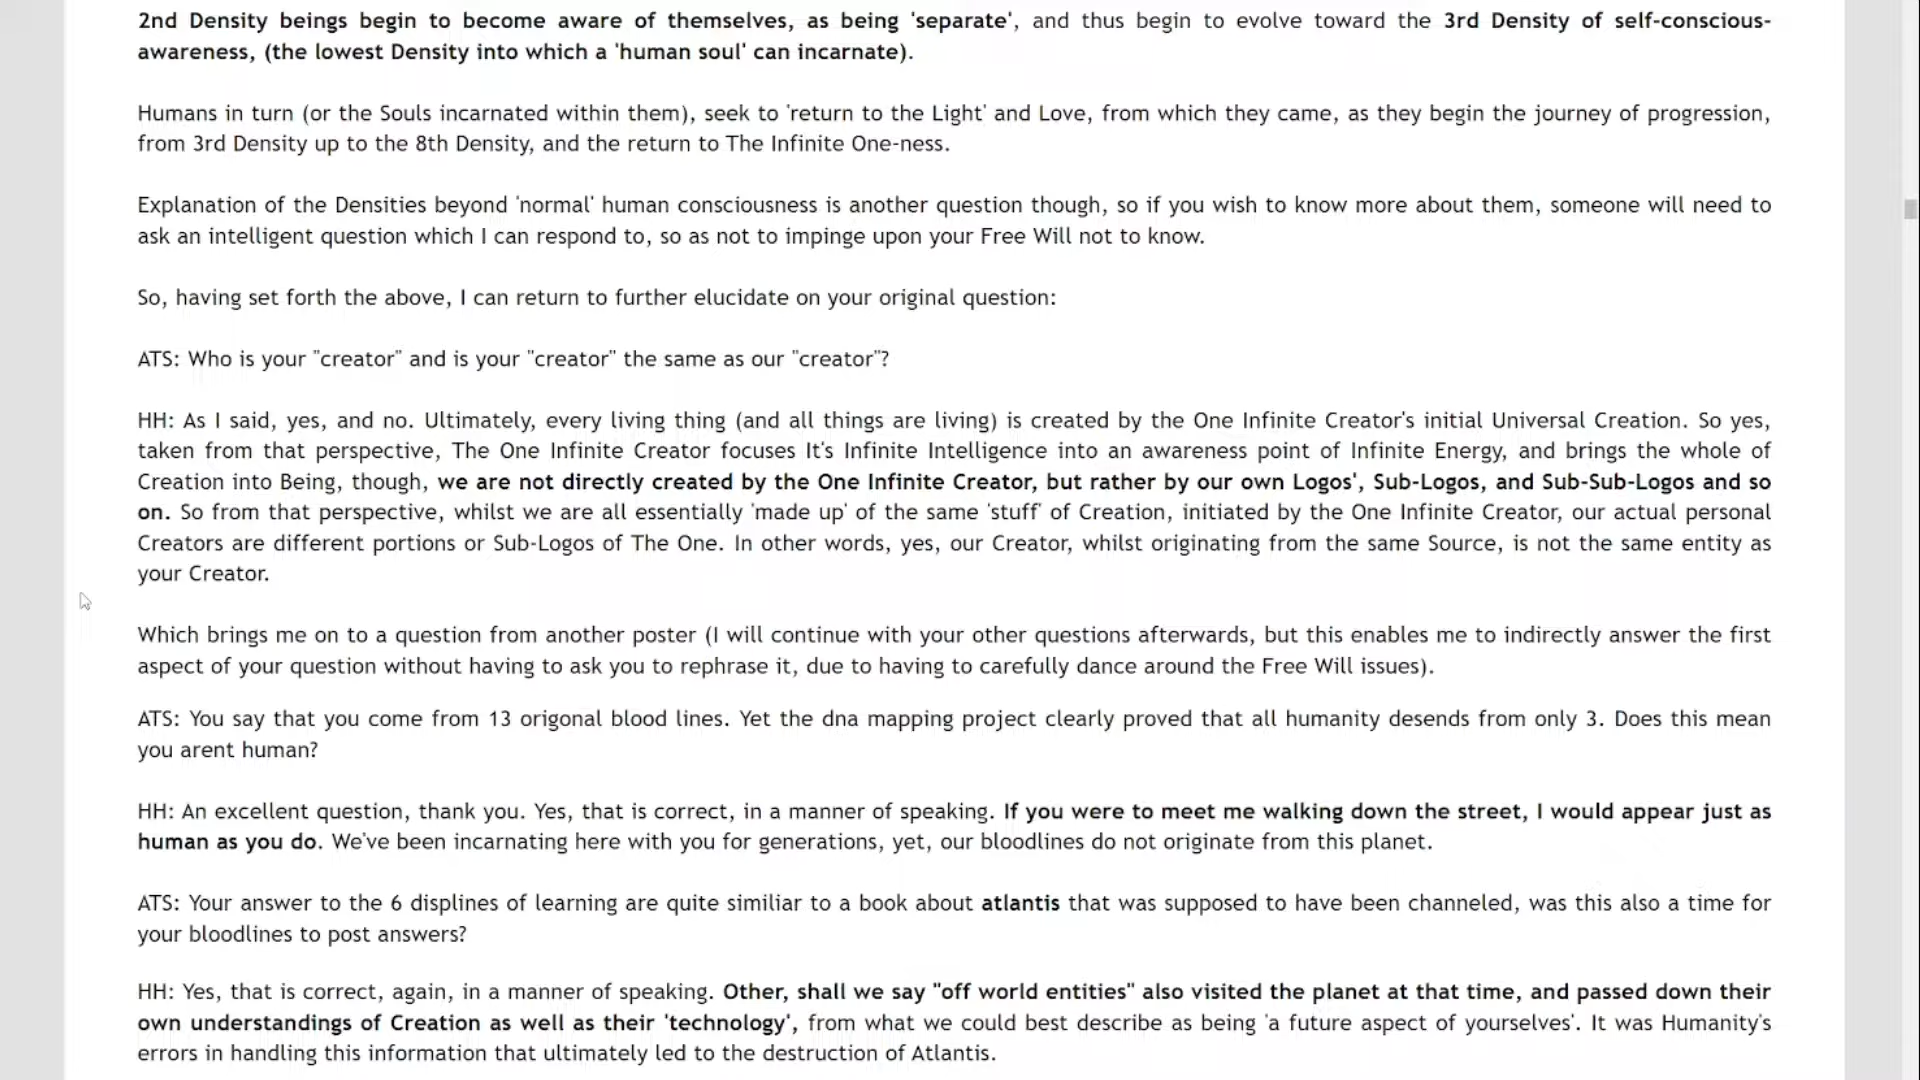 2nd Density beings begin to become aware of themselves, as being 'separate', and thus begin to evolve toward the 3rd Density of self-conscious-
awareness, (the lowest Density into which a 'human soul' can incarnate).
Humans in turn (or the Souls incarnated within them), seek to 'return to the Light' and Love, from which they came, as they begin the journey of progression,
from 3rd Density up to the 8th Density, and the return to The Infinite One-ness.
Explanation of the Densities beyond 'normal' human consciousness is another question though, so if you wish to know more about them, someone will need to
ask an intelligent question which I can respond to, so as not to impinge upon your Free Will not to know.
So, having set forth the above, I can return to further elucidate on your original question:
ATS: Who is your "creator" and is your "creator" the same as our "creator"?
HH: As I said, yes, and no. Ultimately, every living thing (and all things are living) is created by the One Infinite Creator's initial Universal Creation. So yes,
taken from that perspective, The One Infinite Creator focuses It's Infinite Intelligence into an awareness point of Infinite Energy, and brings the whole of
Creation into Being, though, we are not directly created by the One Infinite Creator, but rather by our own Logos', Sub-Logos, and Sub-Sub-Logos and so
on. So from that perspective, whilst we are all essentially 'made up' of the same 'stuff' of Creation, initiated by the One Infinite Creator, our actual personal
Creators are different portions or Sub-Logos of The One. In other words, yes, our Creator, whilst originating from the same Source, is not the same entity as
your Creator.
Which brings me on to a question from another poster (I will continue with your other questions afterwards, but this enables me to indirectly answer the first
aspect of your question without having to ask you to rephrase it, due to having to carefully dance around the Free Will issues).
ATS: You say that you come from 13 origonal blood lines. Yet the dna mapping project clearly proved that all humanity desends from only 3. Does this mean
you arent human?
HH: An excellent question, thank you. Yes, that is correct, in a manner of speaking. If you were to meet me walking down the street, I would appear just as
human as you do. We've been incarnating here with you for generations, yet, our bloodlines do not originate from this planet.
ATS: Your answer to the 6 displines of learning are quite similiar to a book about atlantis that was supposed to have been channeled, was this also a time for
your bloodlines to post answers?
HH: Yes, that is correct, again, in a manner of speaking. Other, shall we say "off world entities" also visited the planet at that time, and passed down their
own understandings of Creation as well as their 'technology', from what we could best describe as being 'a future aspect of yourselves'. It was Humanity's
errors in handling this information that ultimately led to the destruction of Atlantis.